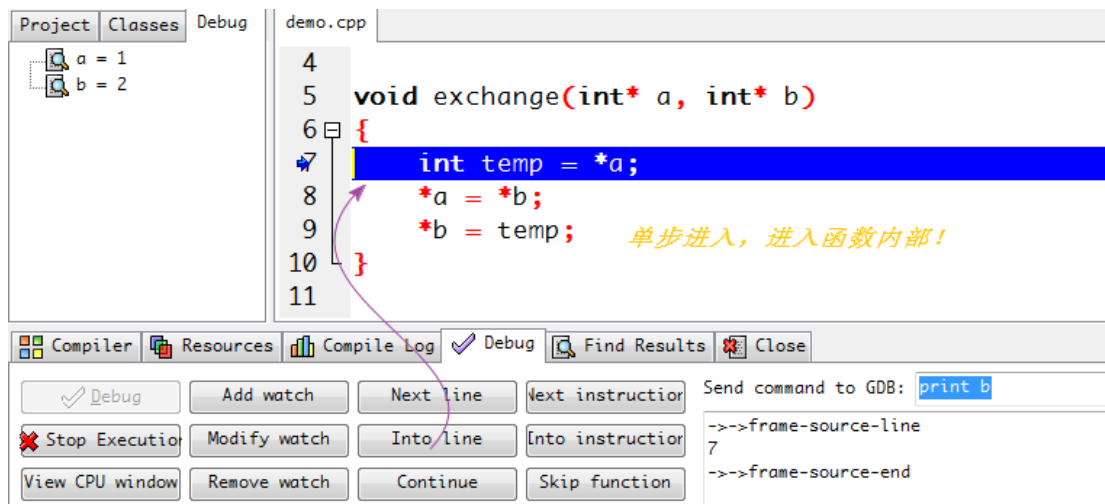 Project Classes Debug
a = 1
b = 2
demo.cpp
4
5 void exchange(int* a, int* b)
6 {
7 int temp = *a;
8 *a = *b;
9 *b = temp; 单步进入，进入函数内部！
10 }
11
Compiler Resources Compile Log Debug Find Results Close
Debug Add watch Next line Next instruction Send command to GDB: print b
Stop Execution Modify watch Into line Into instruction
View CPU window Remove watch Continue Skip function
->->frame-source-line
7
->->frame-source-end